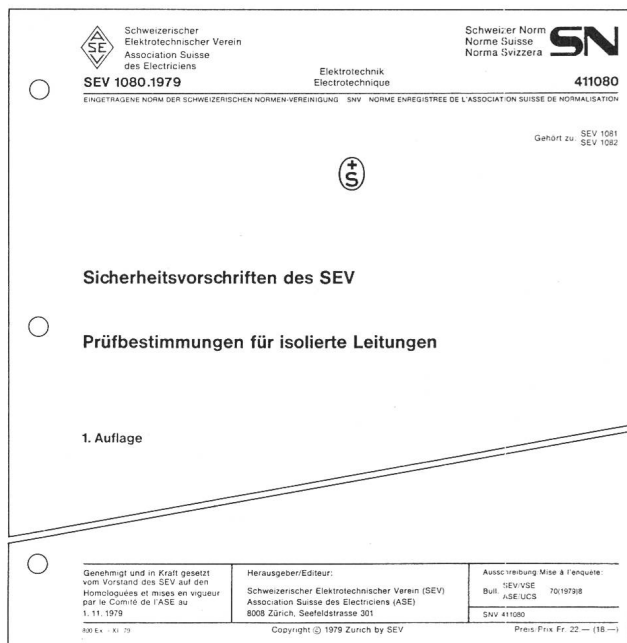 Schweizerischer
Elektrotechnischer Verein
Association Suisse
des Electriciens
ASE
SEV 1080.1979
Elektrotechnik
Electrotechnique
Schweizer Norm
Norme Suisse
Norma Svizzera
SN
411080
EINGETRAGENE NORM DER SCHWEIZERISCHEN NORMEN-VEREINIGUNG SNV NORME ENREGISTREE DE L'ASSOCIATION SUISSE DE NORMALISATION
Gehört zu: SEV 1081
SEV 1082
+S
Sicherheitsvorschriften des SEV
Prüfbestimmungen für isolierte Leitungen
1. Auflage
Genehmigt und in Kraft gesetzt
vom Vorstand des SEV auf den
Homologuées et mises en vigueur
par le Comité de l'ASE au
1. 11. 1979
Herausgeber/Editeur:
Schweizerischer Elektrotechnischer Verein (SEV)
Association Suisse des Electriciens (ASE)
8008 Zürich, Seefeldstrasse 301
Ausschreibung/Mise à l'enquête:
Bull. SEV/VSE
ASE/UCS 70(1979)8
SNV 411080
800 Ex. - XI. 79
Copyright © 1979 Zurich by SEV
Preis/Prix Fr. 22.— (18.—)